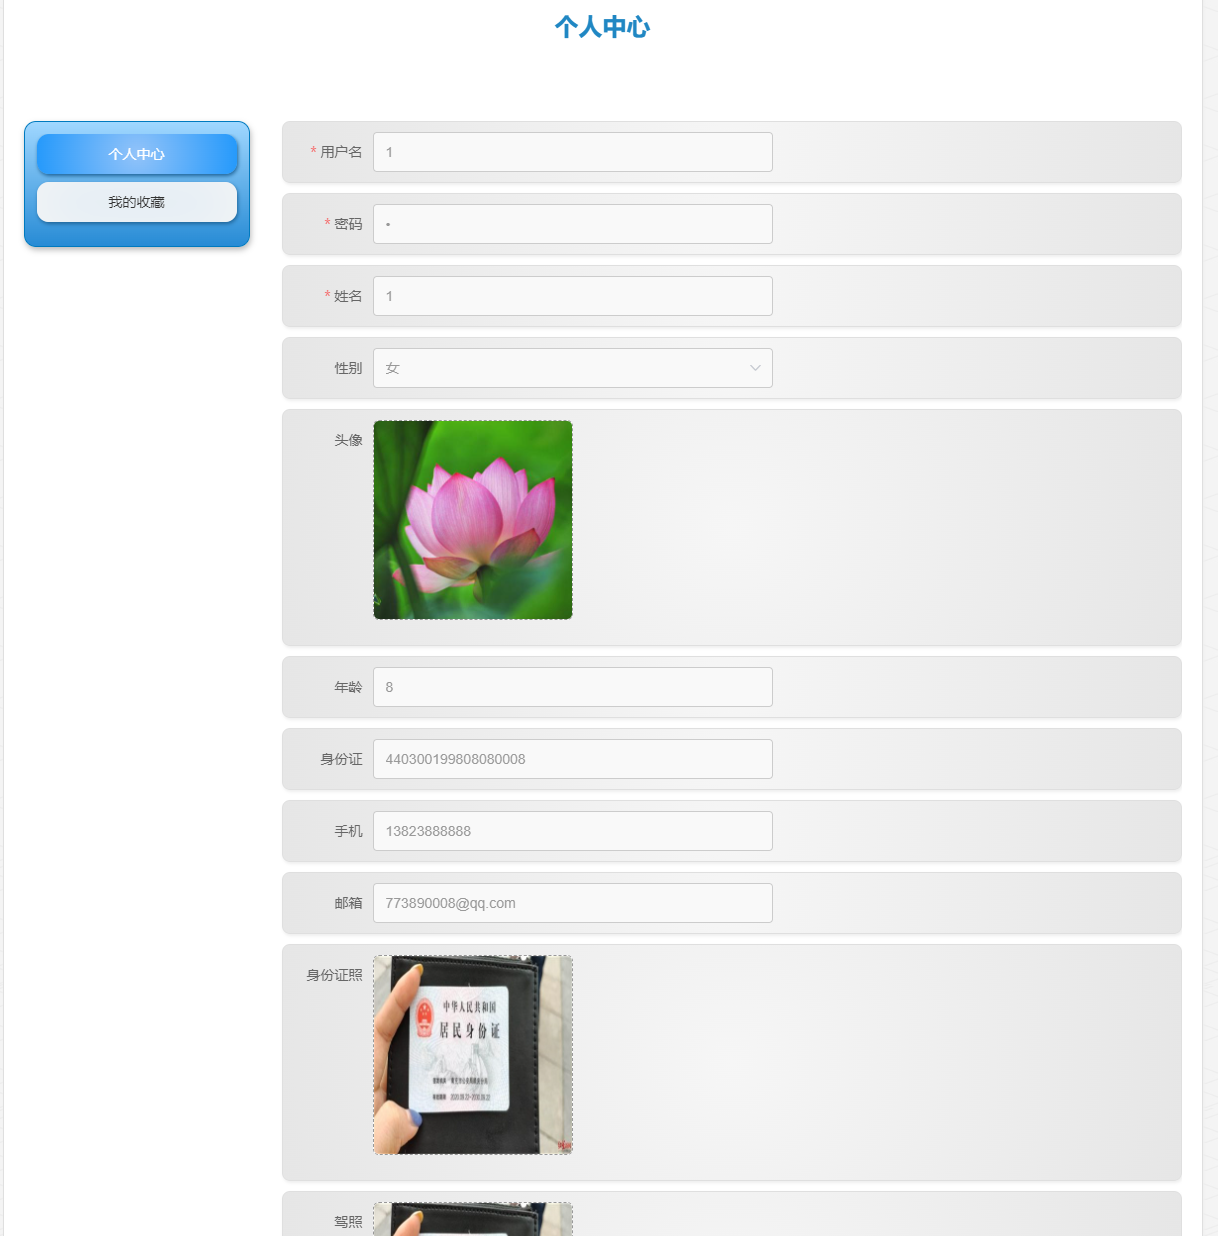 个人中心
个人中心
我的收藏
* 用户名 1
* 密码 •
* 姓名 1
性别 女
头像
年龄 8
身份证 440300199808080008
手机 13823888888
邮箱 773890008@qq.com
身份证照
中华人民共和国
居民身份证
驾照